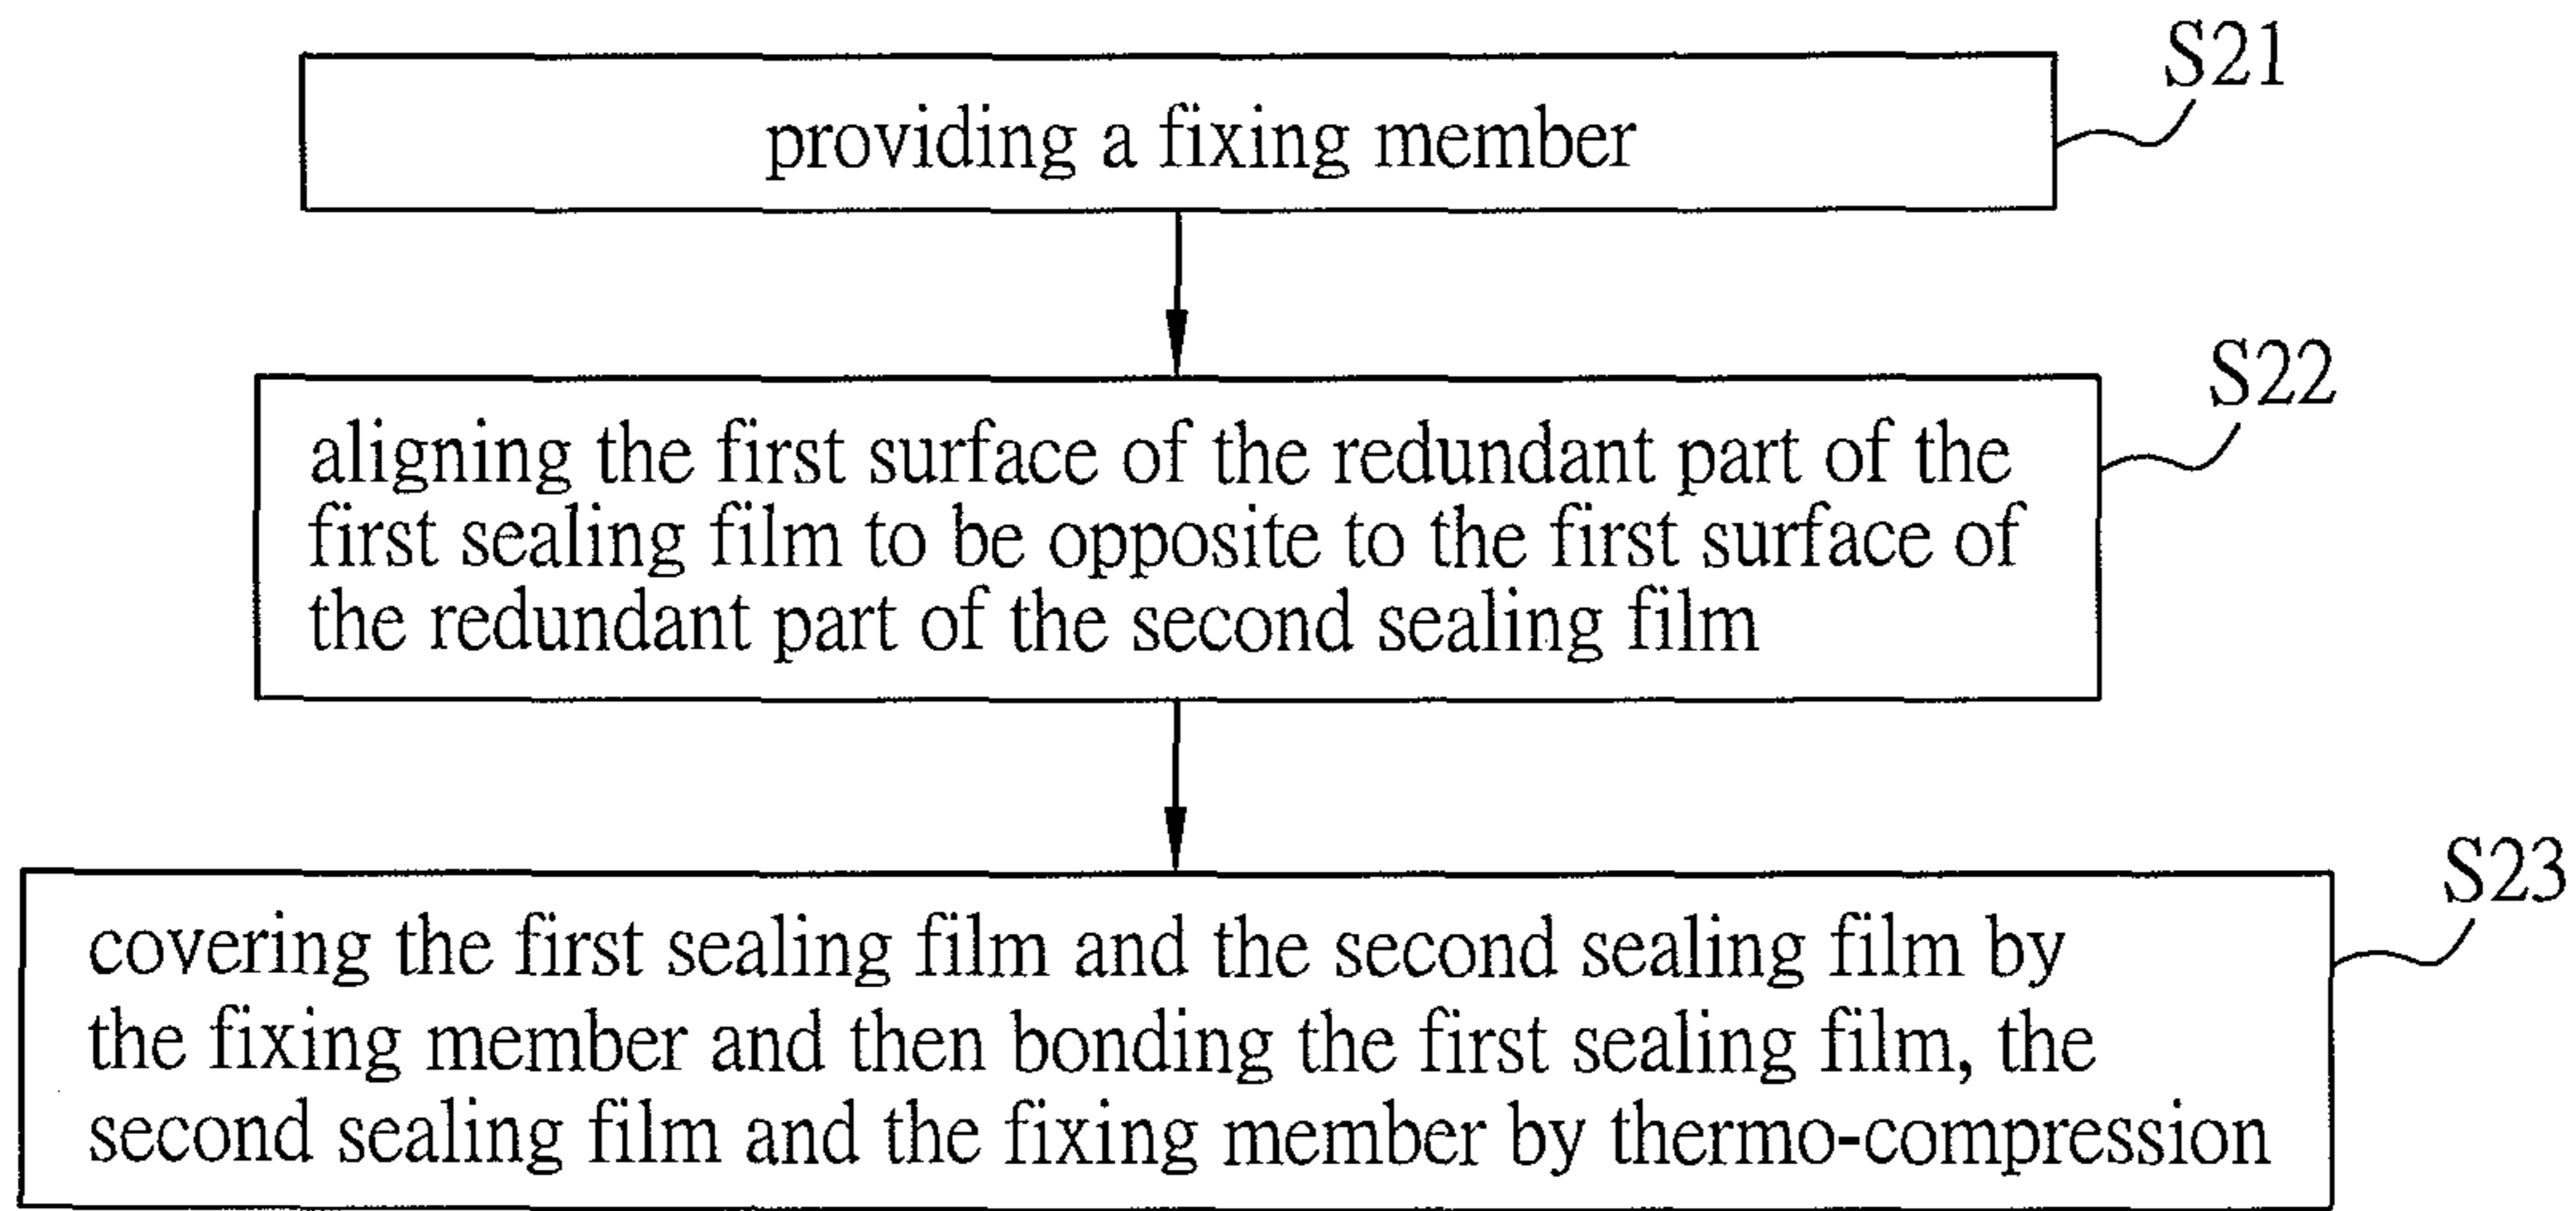 S21
providing a fixing member
S22
aligning the first surface of the redundant part of the
first sealing film to be opposite to the first surface of
the redundant part of the second sealing film
S23
covering the first sealing film and the second sealing film by
the fixing member and then bonding the first sealing film, the
second sealing film and the fixing member by thermo-compression